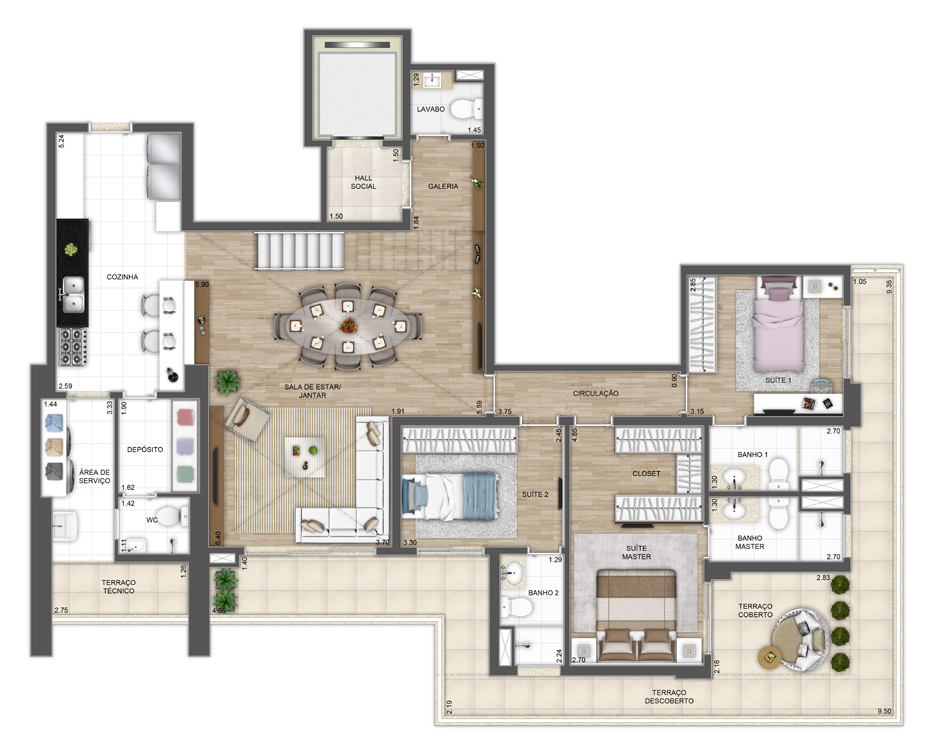 1.29
LAVABO
1.45
5.24
1.50
1.50
HALL
SOCIAL
GALERIA
1.50
1.84
COZINHA
5.90
2.85
1.05
9.35
SUÍTE 1
2.59
SALA DE ESTAR/
JANTAR
5.59
0.90
CIRCULAÇÃO
1.91
3.75
3.15
1.44
3.33
1.90
2.45
4.85
2.70
DEPÓSITO
BANHO 1
ÁREA DE
SERVIÇO
CLOSET
1.30
1.62
SUÍTE 2
1.42
1.30
WC
1.11
6.40
3.70
3.30
BANHO
MASTER
SUÍTE
MASTER
2.70
1.26
1.40
1.29
TERRAÇO
TÉCNICO
BANHO 2
2.83
2.75
TERRAÇO
COBERTO
2.24
2.70
2.16
TERRAÇO
DESCOBERTO
2.19
9.50